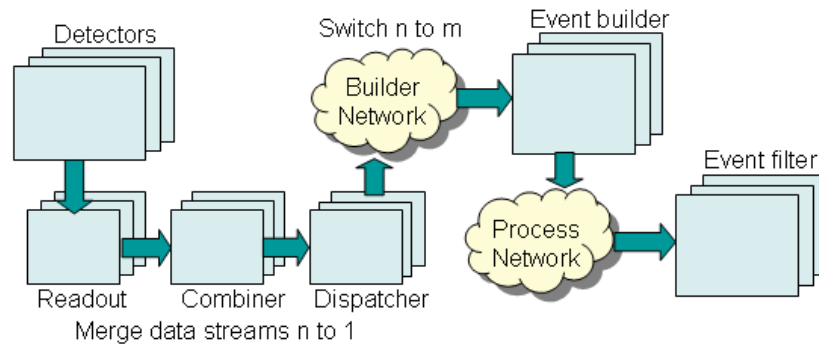 Detectors
Switch n to m
Event builder
Builder
Network
Event filter
Process
Network
Readout
Combiner
Dispatcher
Merge data streams n to 1